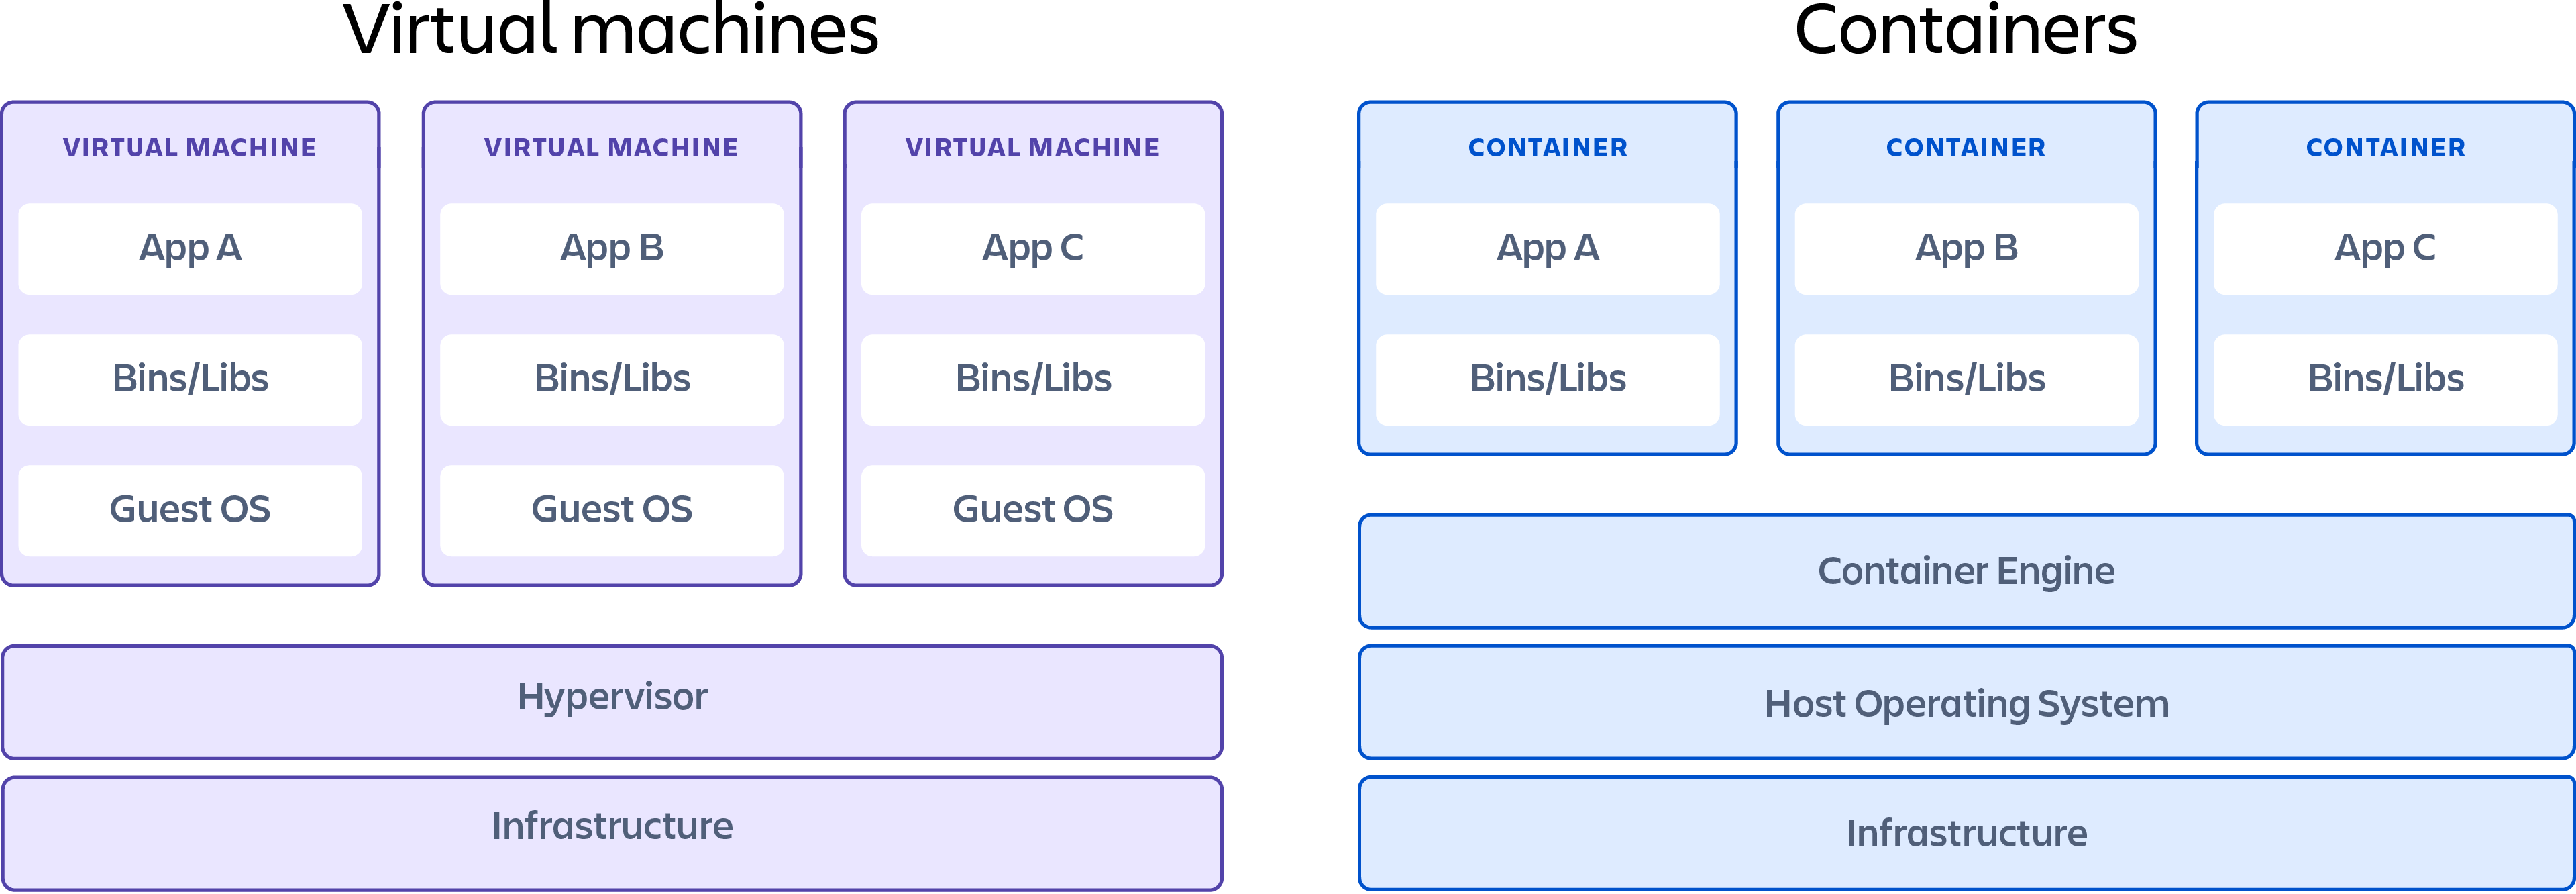 Virtual machines
VIRTUAL MACHINE
App A
Bins/Libs
Guest OS
VIRTUAL MACHINE
App B
Bins/Libs
Guest OS
VIRTUAL MACHINE
App C
Bins/Libs
Guest OS
Hypervisor
Infrastructure
Containers
CONTAINER
App A
Bins/Libs
CONTAINER
App B
Bins/Libs
CONTAINER
App C
Bins/Libs
Container Engine
Host Operating System
Infrastructure